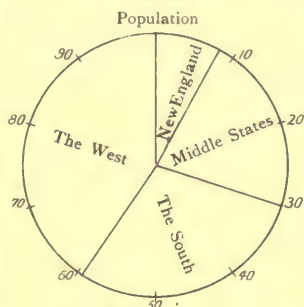 Population
90
10
New England
80
20
The West
Middle States
70
The South
30
60
40
50